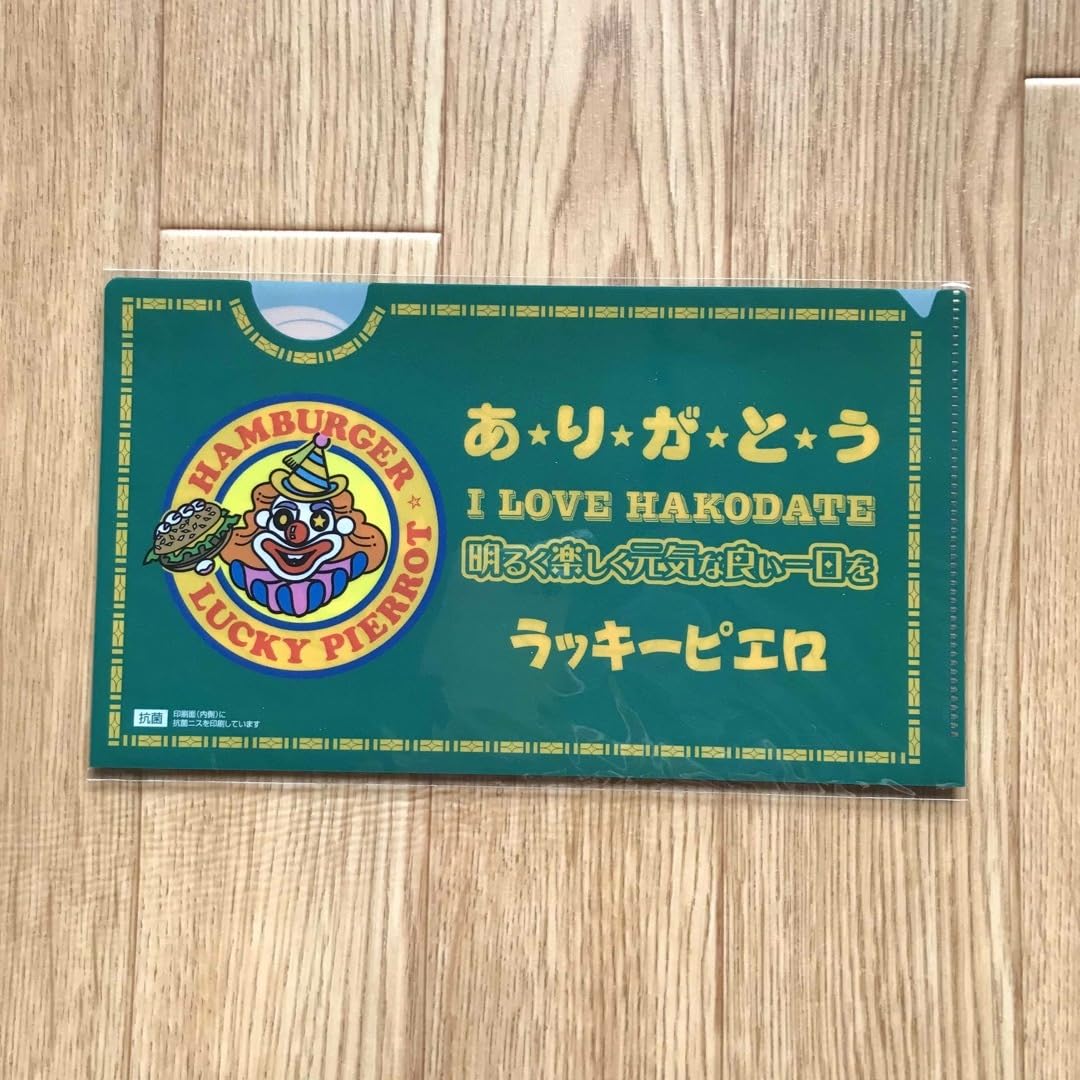 HAMBURGER ☆
LUCKY PIERROT
あ★り★が★と★う
I LOVE HAKODATE
明るく楽しく元気な良い一日を
ラッキーピエロ
抗菌
印刷面(内側)に
抗菌ニスを印刷しています